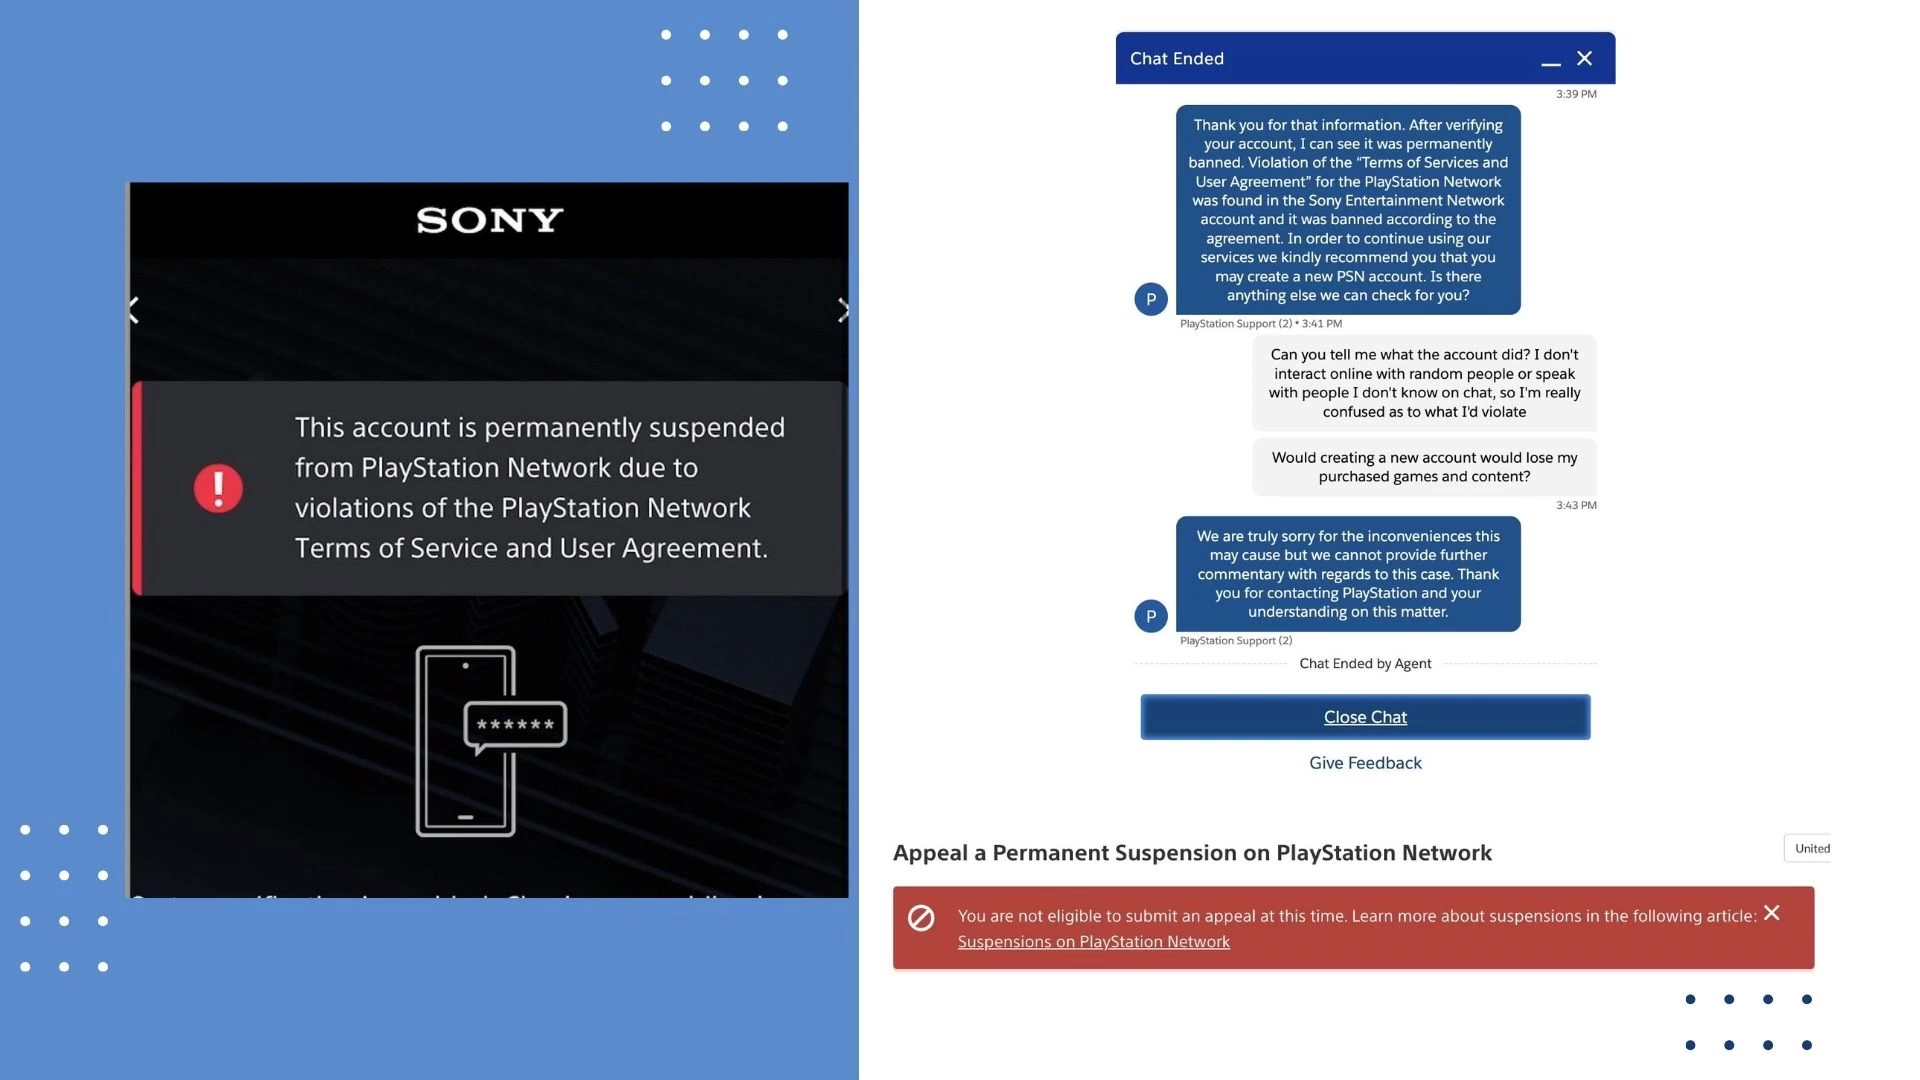 SONY
This account is permanently suspended
from PlayStation Network due to
violations of the PlayStation Network
Terms of Service and User Agreement.
******
Chat Ended
3:39 PM
Thank you for that information. After verifying
your account, I can see it was permanently
banned. Violation of the “Terms of Services and
User Agreement” for the PlayStation Network
was found in the Sony Entertainment Network
account and it was banned according to the
agreement. In order to continue using our
services we kindly recommend you that you
may create a new PSN account. Is there
anything else we can check for you?
P
PlayStation Support (2) • 3:41 PM
Can you tell me what the account did? I don't
interact online with random people or speak
with people I don't know on chat, so I'm really
confused as to what I'd violate
Would creating a new account would lose my
purchased games and content?
3:43 PM
We are truly sorry for the inconveniences this
may cause but we cannot provide further
commentary with regards to this case. Thank
you for contacting PlayStation and your
understanding on this matter.
P
PlayStation Support (2)
Chat Ended by Agent
Close Chat
Give Feedback
Appeal a Permanent Suspension on PlayStation Network
United
You are not eligible to submit an appeal at this time. Learn more about suspensions in the following article:
Suspensions on PlayStation Network